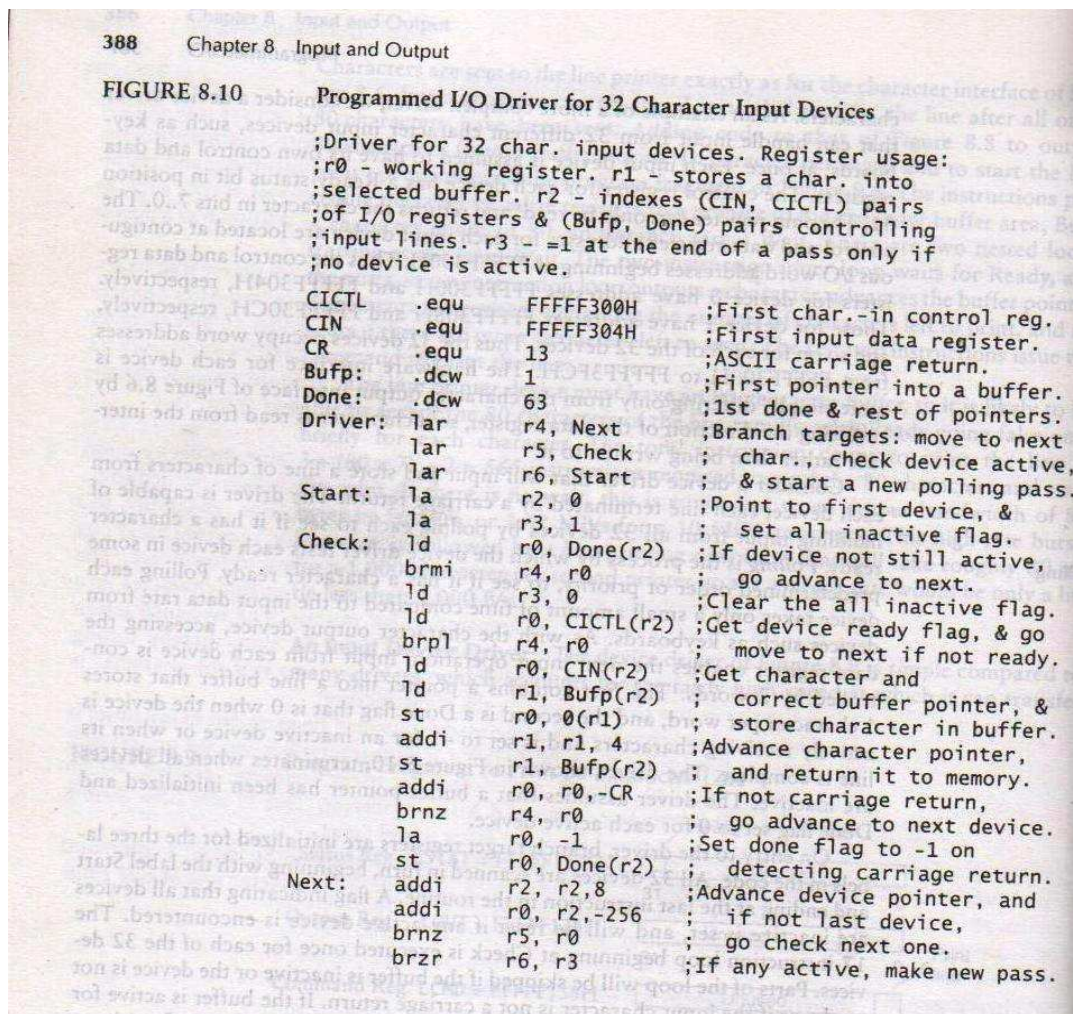 388 Chapter 8 Input and Output
FIGURE 8.10 Programmed I/O Driver for 32 Character Input Devices
;Driver for 32 char. input devices. Register usage:
;r0 - working register. r1 - stores a char. into
;selected buffer. r2 - indexes (CIN, CICTL) pairs
;of I/O registers & (Bufp, Done) pairs controlling
;input lines. r3 - =1 at the end of a pass only if
;no device is active.
CICTL .equ FFFFF300H ;First char.-in control reg.
CIN .equ FFFFF304H ;First input data register.
CR .equ 13 ;ASCII carriage return.
Bufp: .dcw 1 ;First pointer into a buffer.
Done: .dcw 63 ;1st done & rest of pointers.
Driver: lar r4, Next ;Branch targets: move to next
lar r5, Check ; char., check device active,
lar r6, Start ; & start a new polling pass.
Start: la r2, 0 ;Point to first device, &
la r3, 1 ; set all inactive flag.
Check: ld r0, Done(r2) ;If device not still active,
brmi r4, r0 ; go advance to next.
ld r3, 0 ;Clear the all inactive flag.
ld r0, CICTL(r2) ;Get device ready flag, & go
brpl r4, r0 ; move to next if not ready.
ld r0, CIN(r2) ;Get character and
ld r1, Bufp(r2) ; correct buffer pointer, &
st r0, 0(r1) ; store character in buffer.
addi r1, r1, 4 ;Advance character pointer,
st r1, Bufp(r2) ; and return it to memory.
addi r0, r0,-CR ;If not carriage return,
brnz r4, r0 ; go advance to next device.
la r0, -1 ;Set done flag to -1 on
st r0, Done(r2) ; detecting carriage return.
Next: addi r2, r2,8 ;Advance device pointer, and
addi r0, r2,-256 ; if not last device,
brnz r5, r0 ; go check next one.
brzr r6, r3 ;If any active, make new pass.